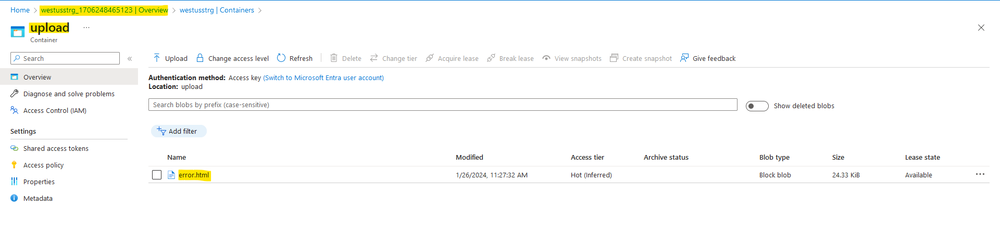 Home > westusstrg_1706248465123 | Overview > westusstrg | Containers >
upload ...
Container
Search «
Overview
Diagnose and solve problems
Access Control (IAM)
Settings
Shared access tokens
Access policy
Properties
Metadata
Upload Change access level Refresh Delete Change tier Acquire lease Break lease View snapshots Create snapshot Give feedback
Authentication method: Access key (Switch to Microsoft Entra user account)
Location: upload
Search blobs by prefix (case-sensitive) Show deleted blobs
Add filter
Name Modified Access tier Archive status Blob type Size Lease state
error.html 1/26/2024, 11:27:32 AM Hot (Inferred) Block blob 24.33 KiB Available ...